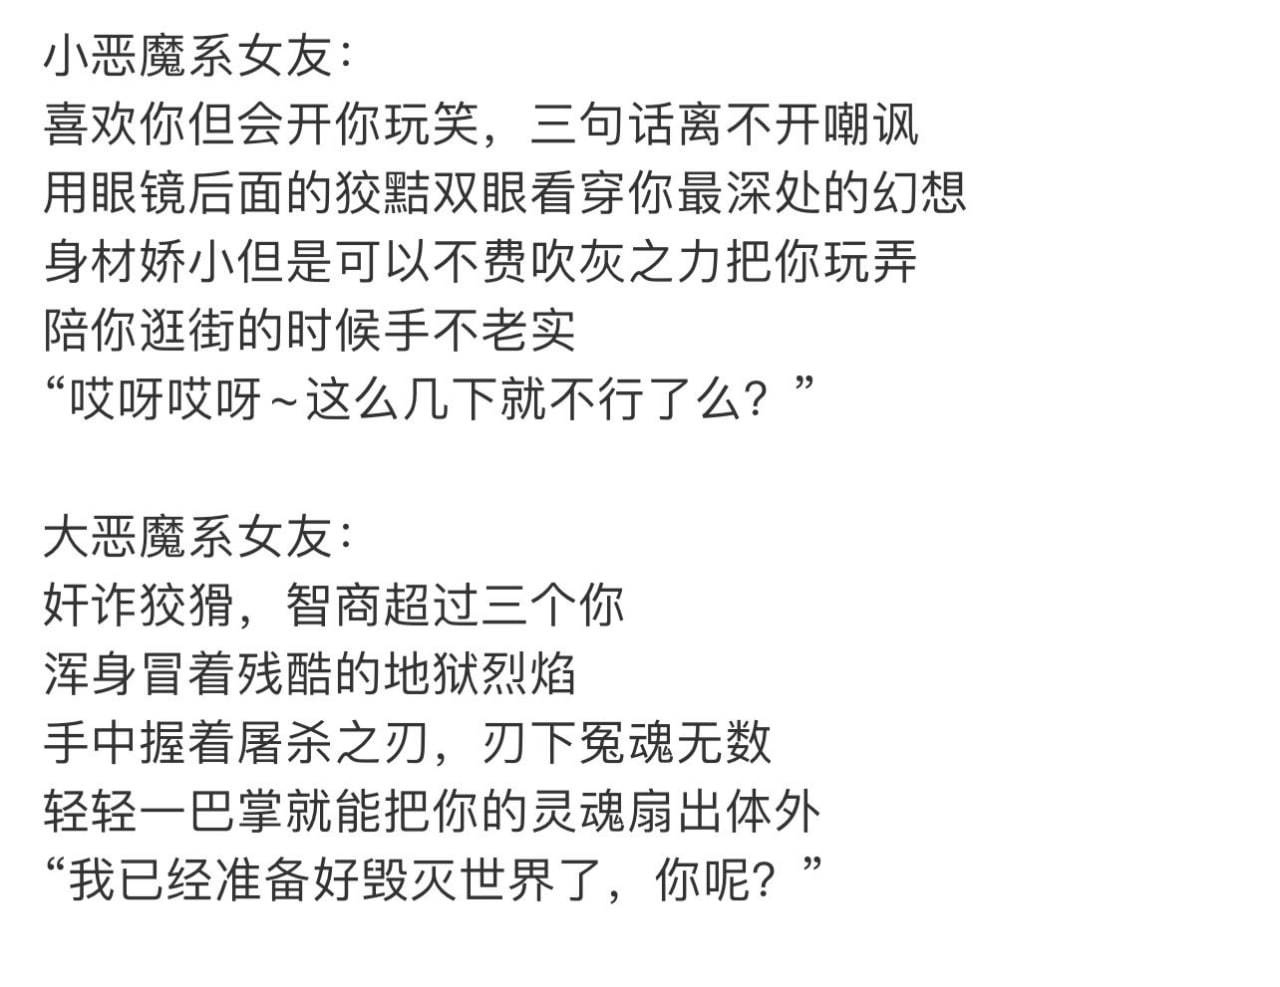 小恶魔系女友：
喜欢你但会开你玩笑，三句话离不开嘲讽
用眼镜后面的狡黠双眼看穿你最深处的幻想
身材娇小但是可以不费吹灰之力把你玩弄
陪你逛街的时候手不老实
“哎呀哎呀~这么几下就不行了么？”
大恶魔系女友：
奸诈狡猾，智商超过三个你
浑身冒着残酷的地狱烈焰
手中握着屠杀之刃，刃下冤魂无数
轻轻一巴掌就能把你的灵魂扇出体外
“我已经准备好毁灭世界了，你呢？”